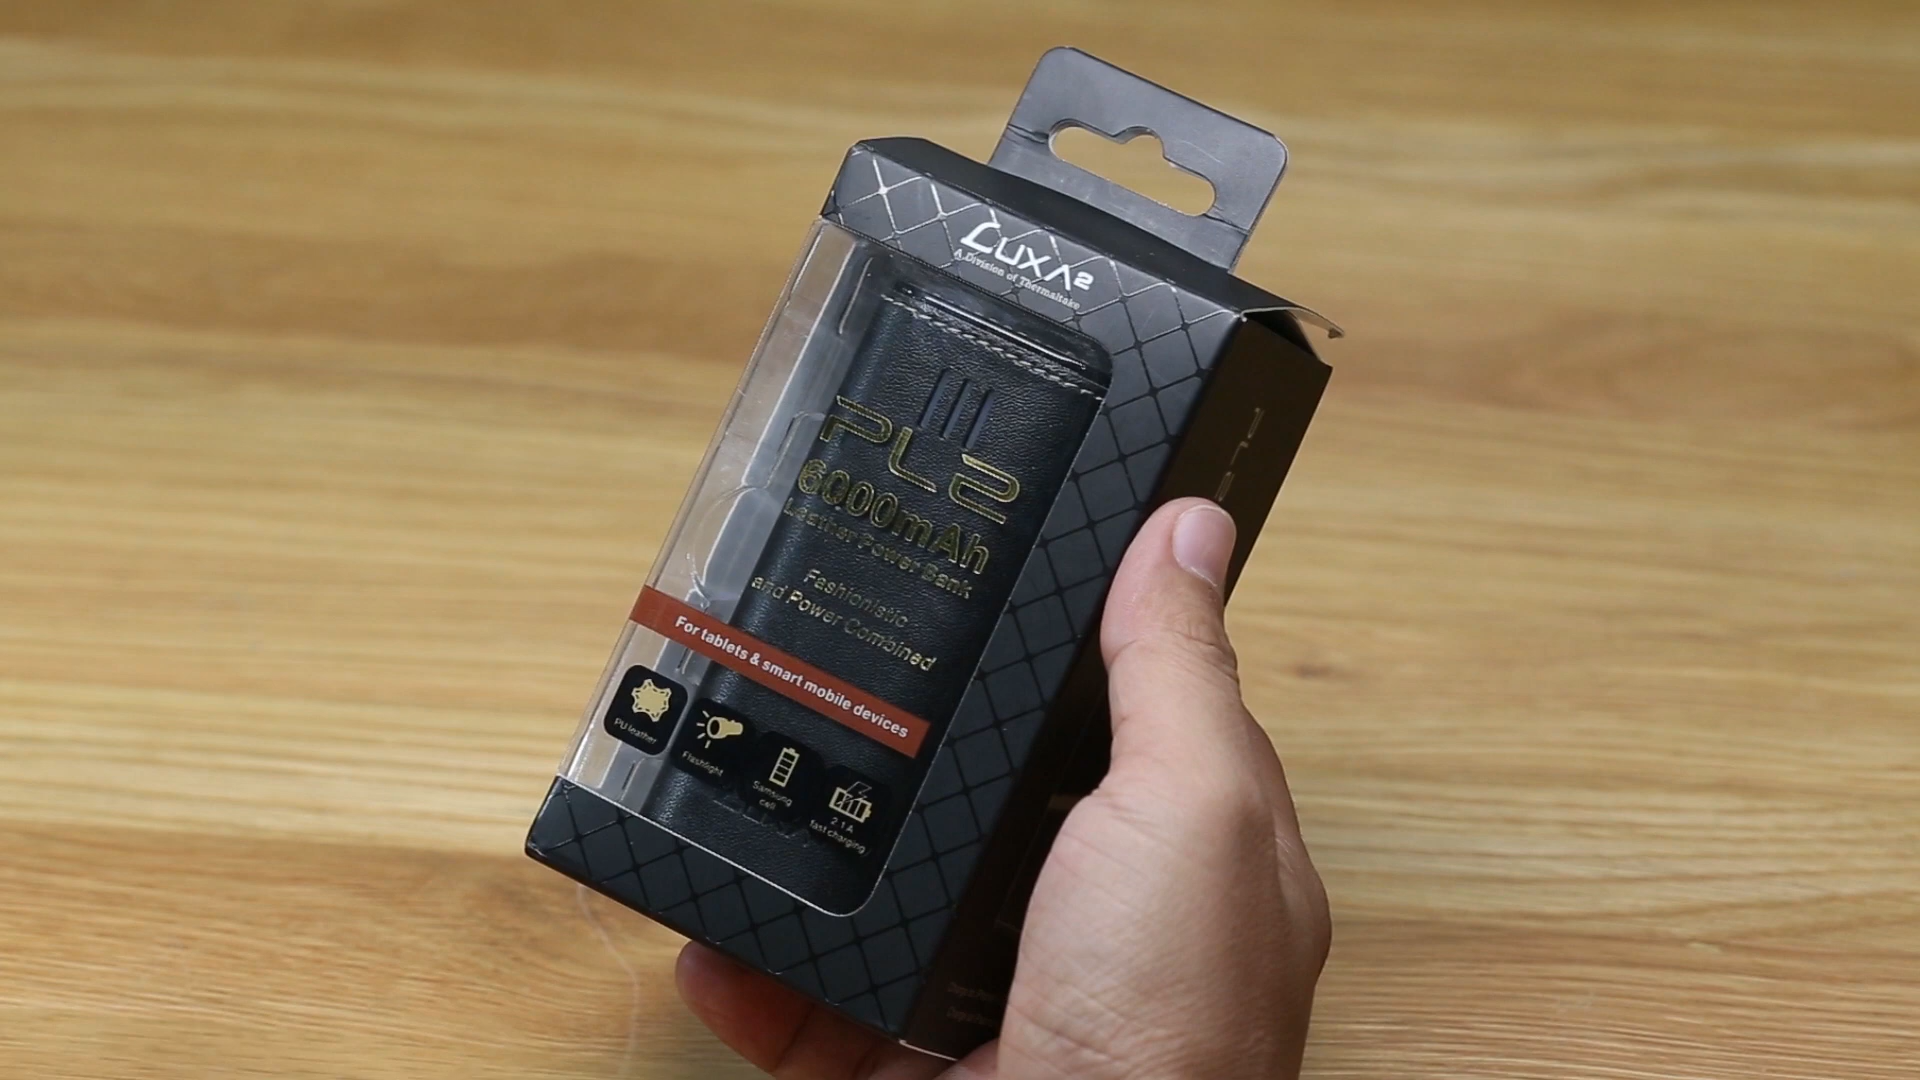 LUXA2
A Division of Thermaltake
PL2
6000mAh
Leather Power Bank
Fashionistic
and Power Combined
For tablets & smart mobile devices
PU leather
Flashlight
Samsung
cell
2.1 A
fast charging